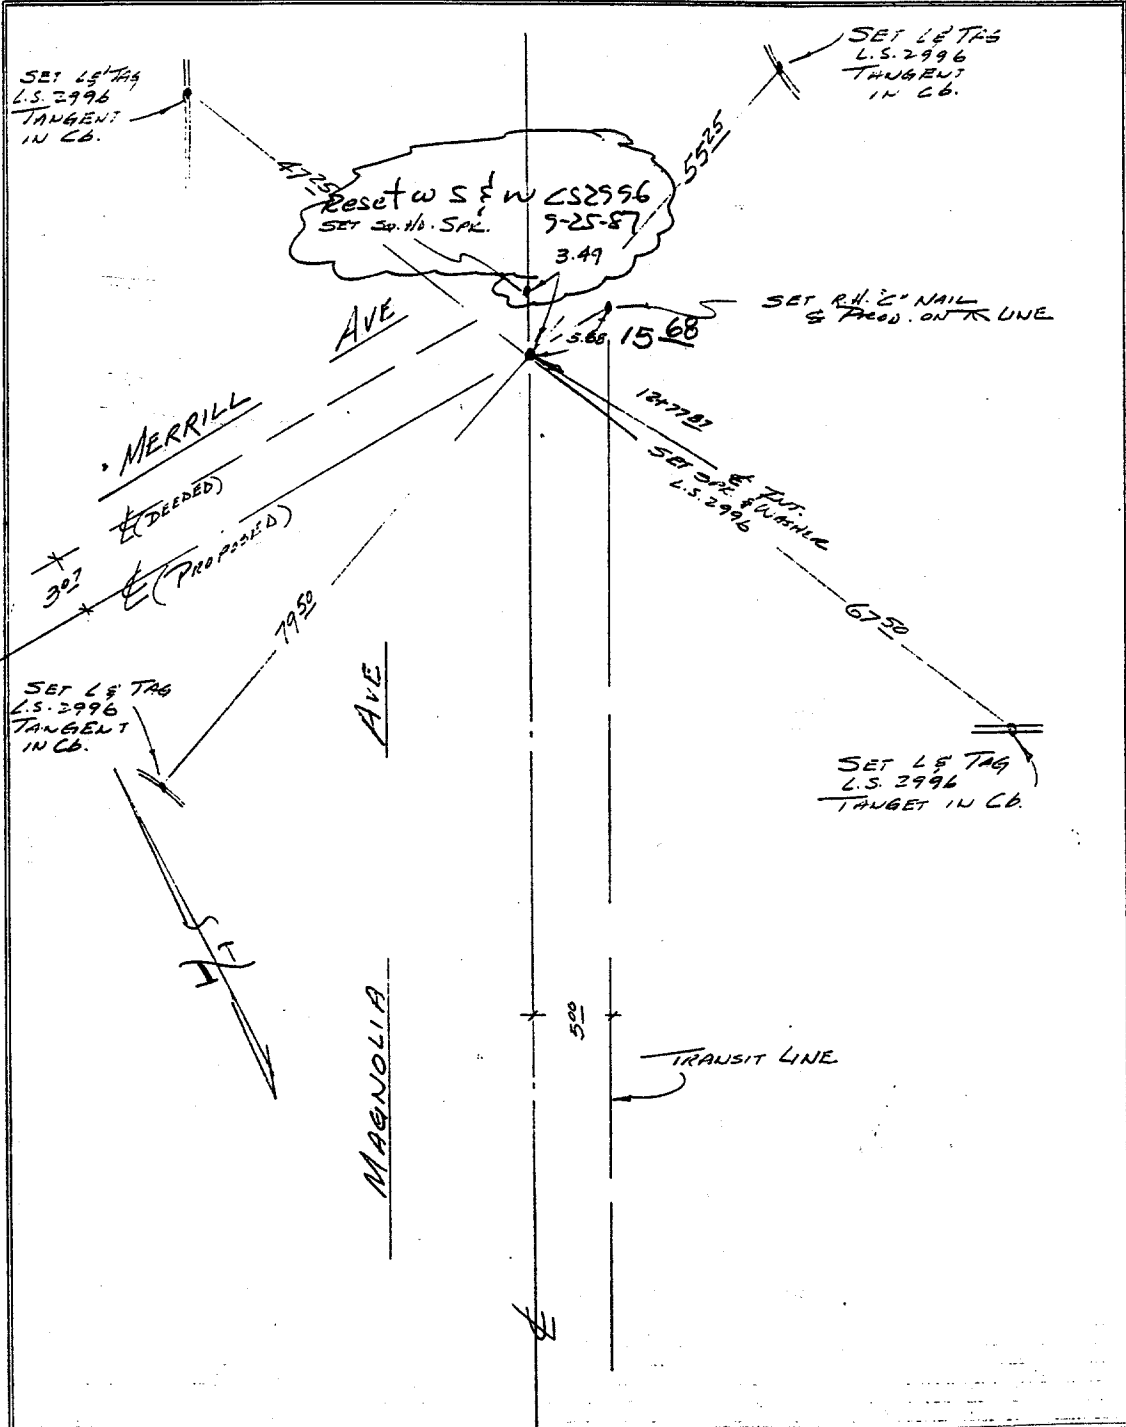 SET L & TAG
L.S. 2996
TANGENT
IN Cb.
SET L & TAG
L.S. 2996
TANGENT
IN Cb.
47 25
55 25
Reset w S & W LS2996
SET SQ. HD. SPK. 9-25-87
3.49
SET R.H. "C" NAIL
& PROD. ON TR LINE
5.68 15 68
AVE
MERRILL
℄ (DEEDED)
℄ (PROPOSED)
3 07
℄ INT.
SET SPK & WASHER
L.S. 2996
79 50
67 50
AVE
SET L & TAG
L.S. 2996
TANGENT
IN Cb.
SET L & TAG
L.S. 2996
TANGET IN Cb.
5 00
TRANSIT LINE
MAGNOLIA
℄